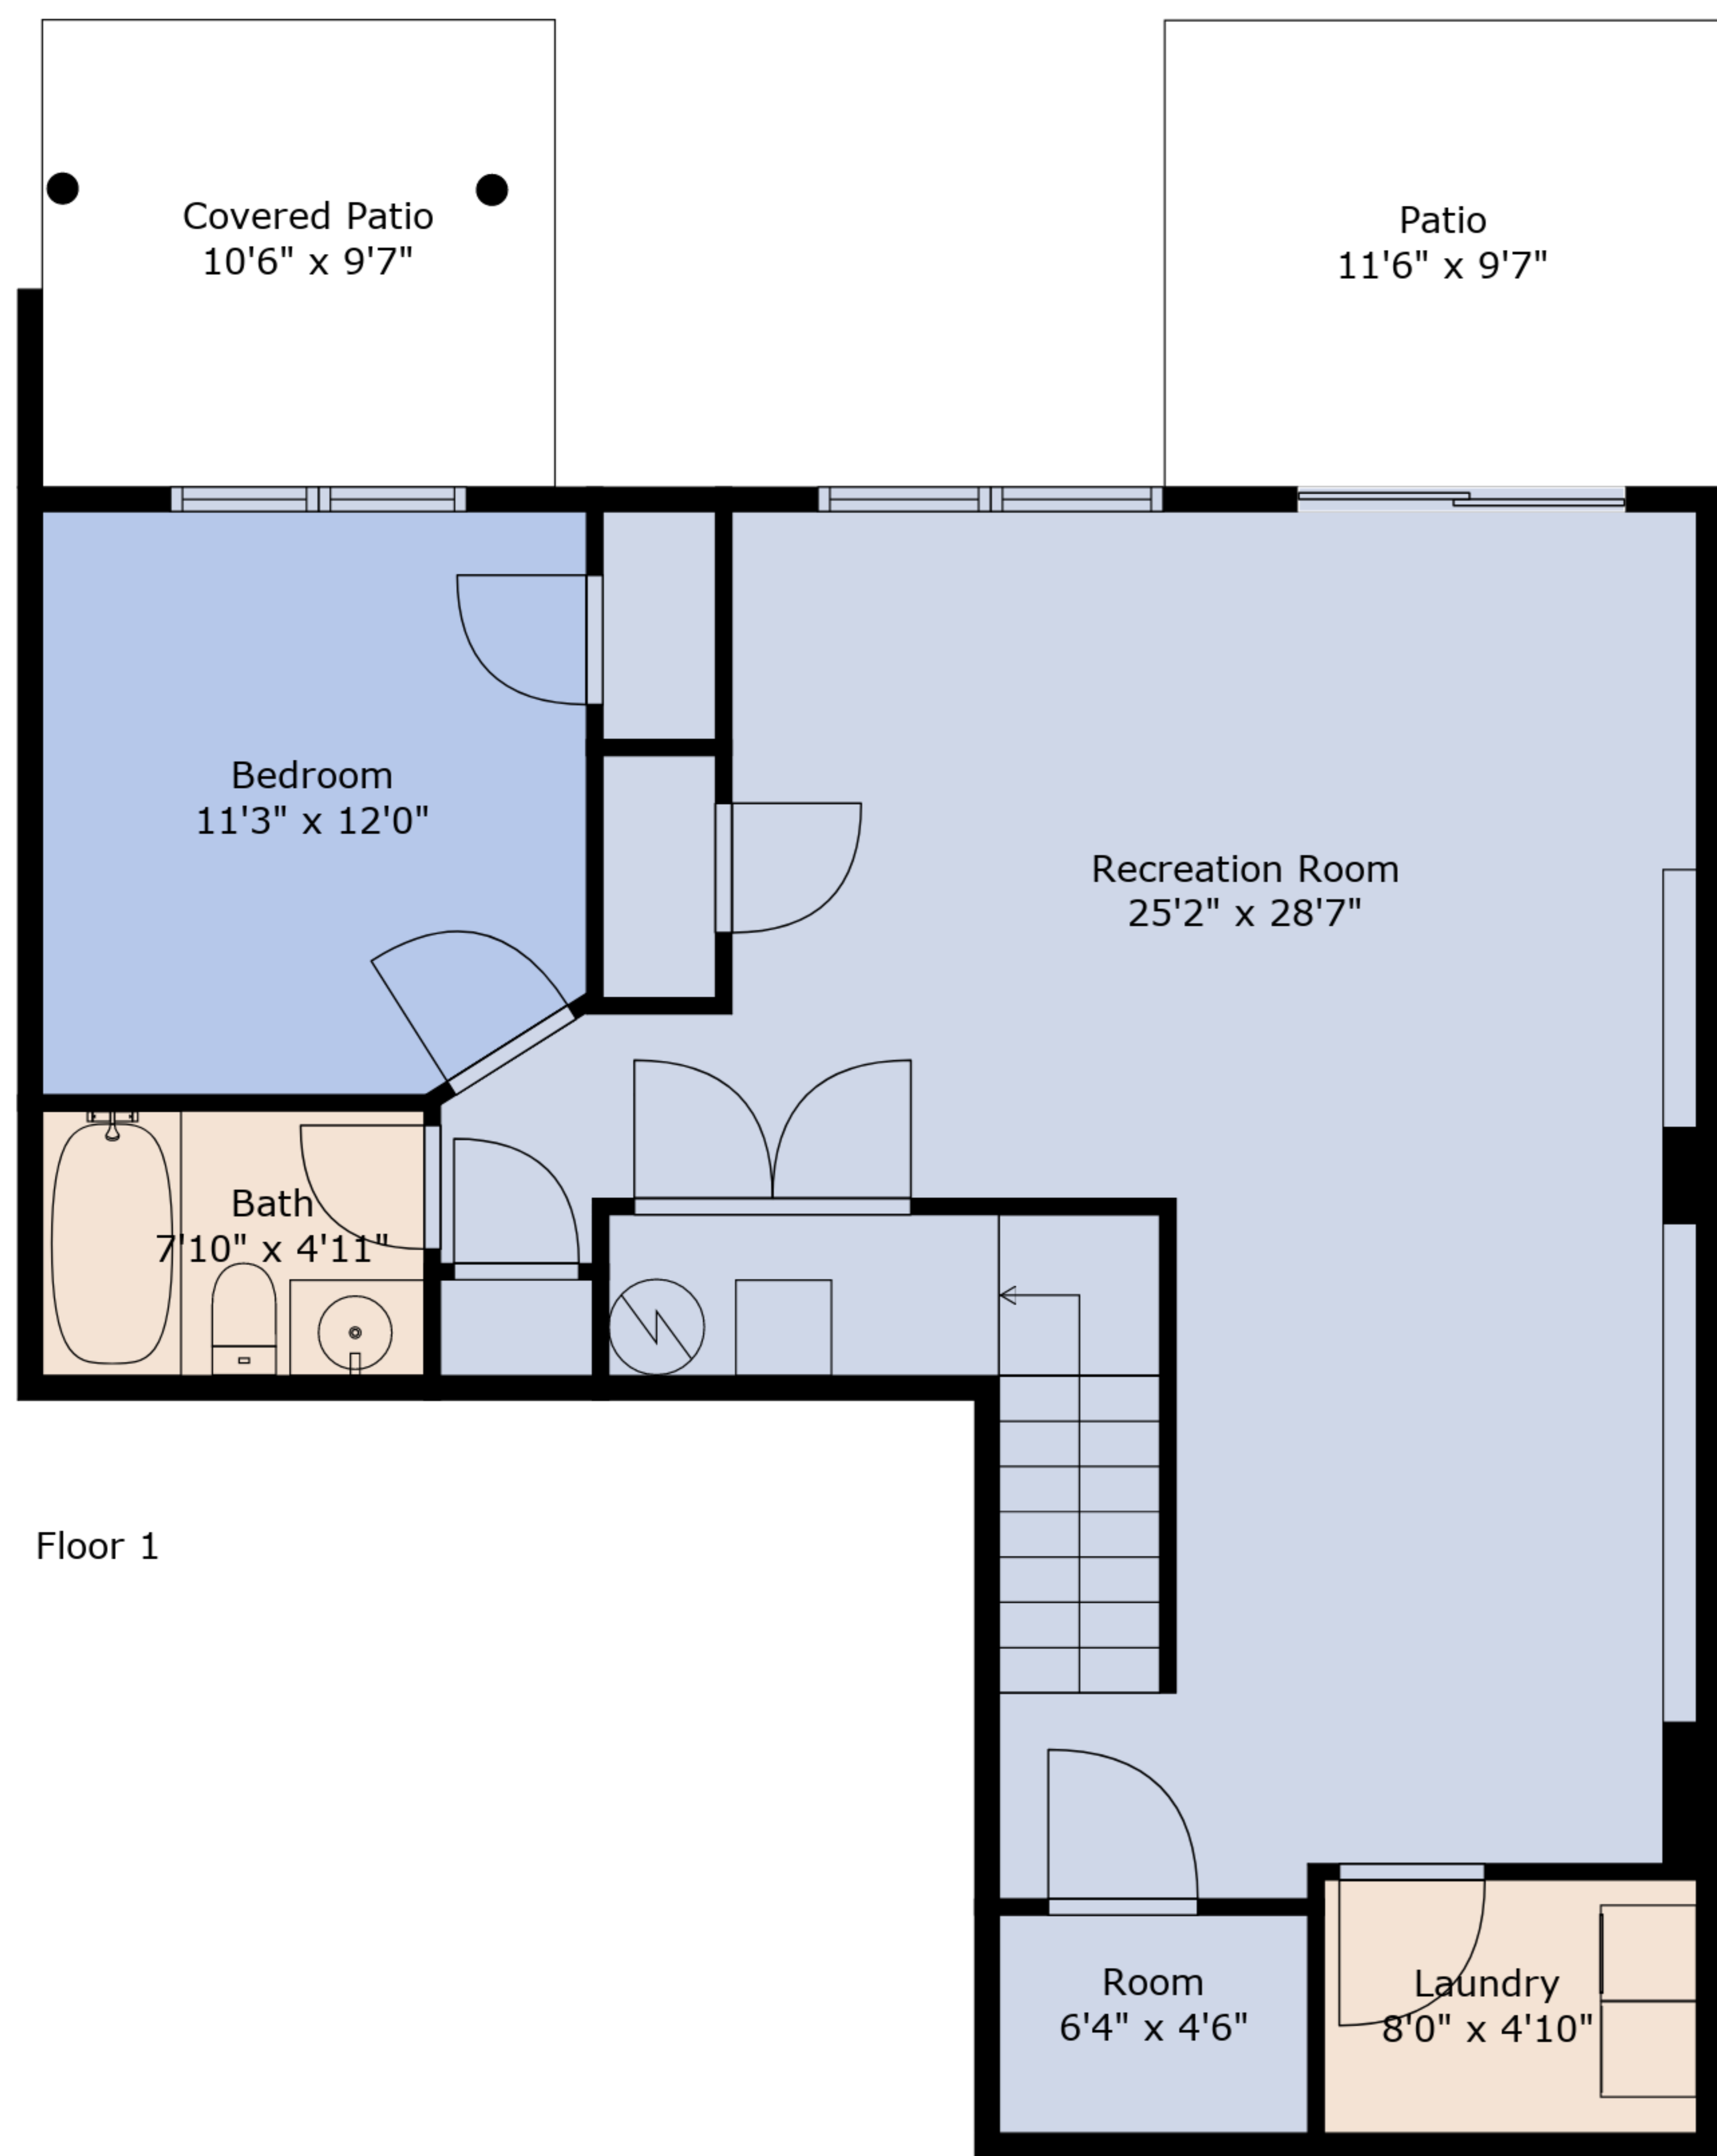 Covered Patio
10'6" x 9'7"
Patio
11'6" x 9'7"
Bedroom
11'3" x 12'0"
Recreation Room
25'2" x 28'7"
Bath
7'10" x 4'11"
Floor 1
Room
6'4" x 4'6"
Laundry
8'0" x 4'10"